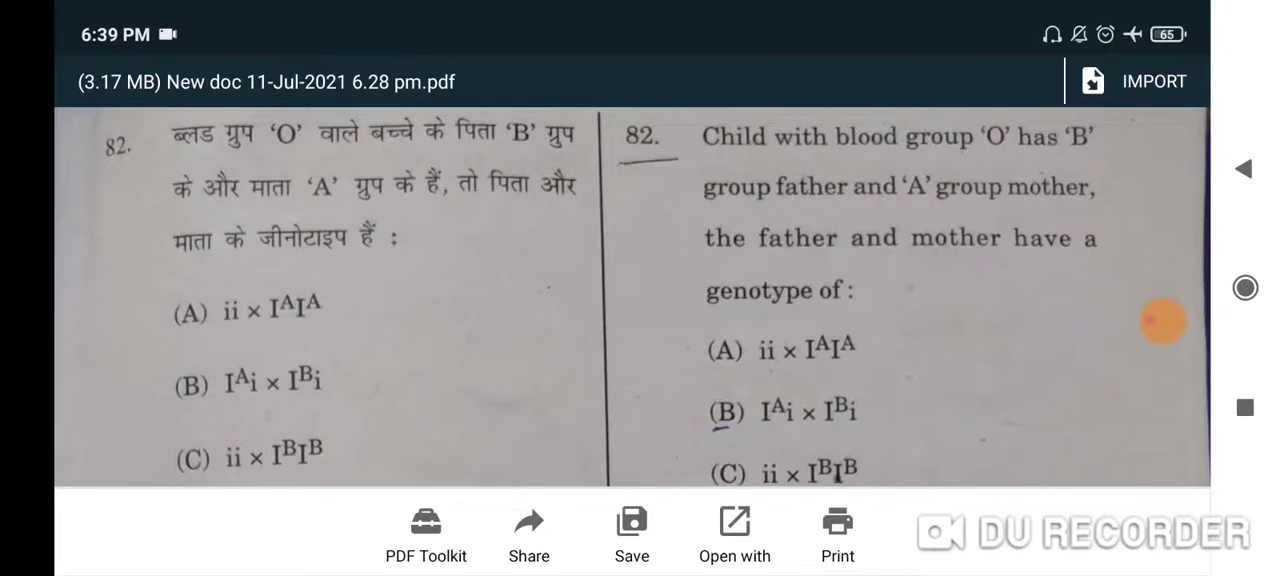 6:39 PM
65
(3.17 MB) New doc 11-Jul-2021 6.28 pm.pdf
IMPORT
82. ब्लड ग्रुप 'O' वाले बच्चे के पिता 'B' ग्रुप
के और माता 'A' ग्रुप के हैं, तो पिता और
माता के जीनोटाइप हैं :
(A) ii × IᴬIᴬ
(B) Iᴬi × Iᴮi
(C) ii × IᴮIᴮ
82. Child with blood group 'O' has 'B'
group father and 'A' group mother,
the father and mother have a
genotype of :
(A) ii × IᴬIᴬ
(B) Iᴬi × Iᴮi
(C) ii × IᴮIᴮ
PDF Toolkit
Share
Save
Open with
Print
DU RECORDER